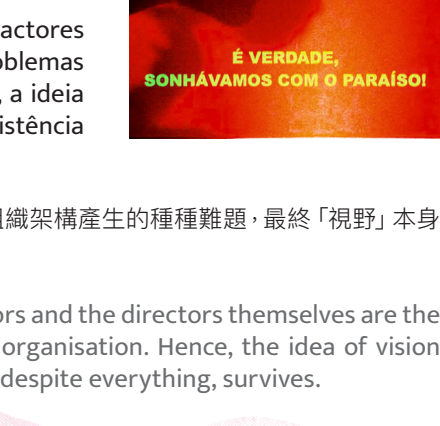 actores
oblemas
, a ideia
istência
É VERDADE,
SONHÁVAMOS COM O PARAÍSO!
織架構產生的種種難題，最終「視野」本身
ors and the directors themselves are the
organisation. Hence, the idea of vision
despite everything, survives.